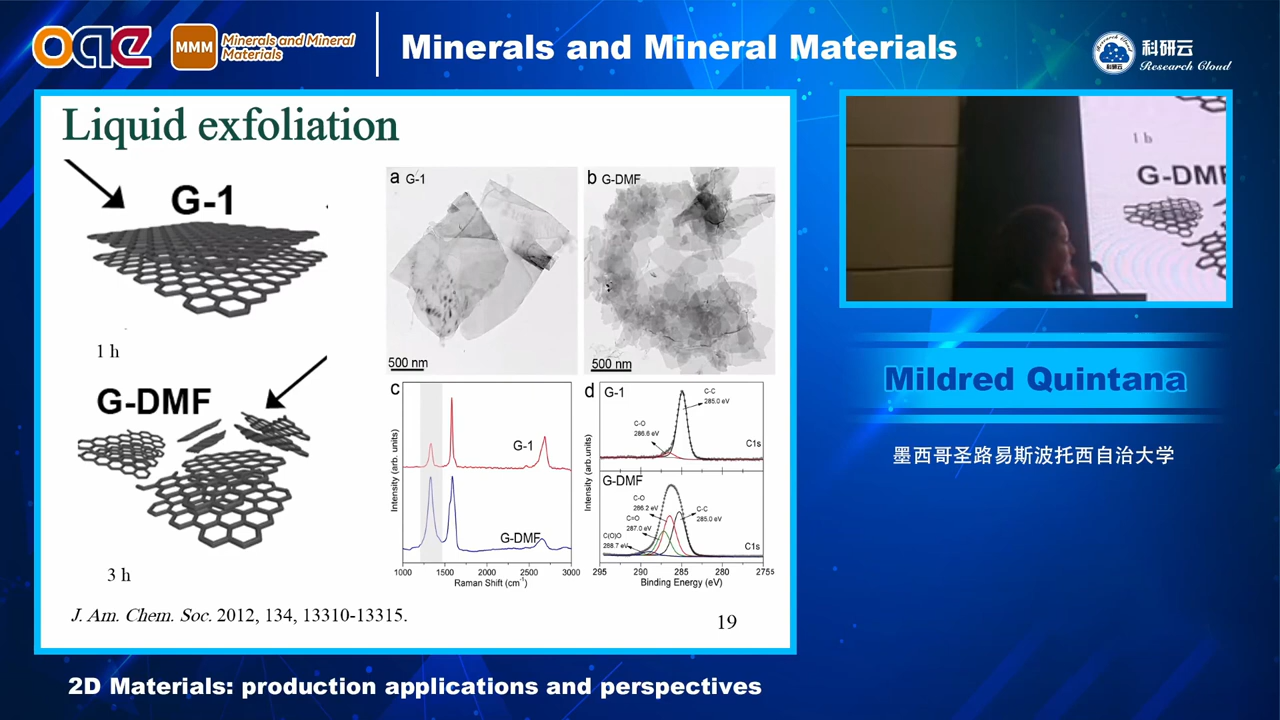 oae
MMM
Minerals and Mineral
Materials
Minerals and Mineral Materials
科研云
Research Cloud
Liquid exfoliation
G-1
1 h
G-DMF
3 h
a G-1
500 nm
b G-DMF
500 nm
c
G-1
G-DMF
Intensity (arb. units)
1000 1500 2000 2500 3000
Raman Shift (cm-1)
d
G-1
C-C
285.0 eV
C-O
286.6 eV
C1s
G-DMF
C-O
286.2 eV
C=O
287.0 eV
C(O)O
288.7 eV
C-C
285.0 eV
C1s
Intensity (arb.units)
295 290 285 280 2755
Binding Energy (eV)
J. Am. Chem. Soc. 2012, 134, 13310-13315.
19
1 h
G-DMF
Mildred Quintana
墨西哥圣路易斯波托西自治大学
2D Materials: production applications and perspectives